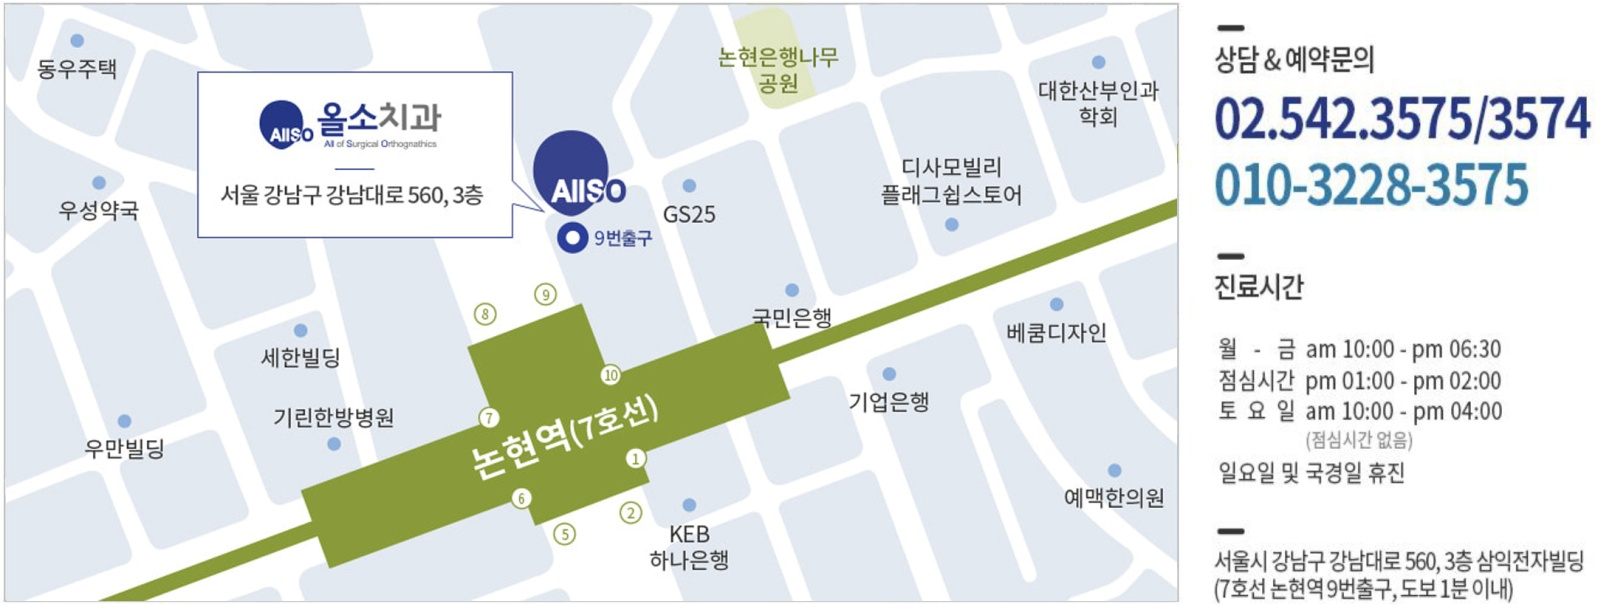 동우주택
AllSO 올소치과
All of Surgical Orthognathics
서울 강남구 강남대로 560, 3층
우성약국
AllSO
9번출구
GS25
논현은행나무
공원
대한산부인과
학회
디사모빌리
플래그쉽스토어
국민은행
베쿰디자인
세한빌딩
기린한방병원
우만빌딩
기업은행
예맥한의원
KEB
하나은행
논현역(7호선)
8
9
10
7
1
6
2
5
상담 & 예약문의
02.542.3575/3574
010-3228-3575
진료시간
월 - 금 am 10:00 - pm 06:30
점심시간 pm 01:00 - pm 02:00
토 요 일 am 10:00 - pm 04:00
(점심시간 없음)
일요일 및 국경일 휴진
서울시 강남구 강남대로 560, 3층 삼익전자빌딩
(7호선 논현역 9번출구, 도보 1분 이내)